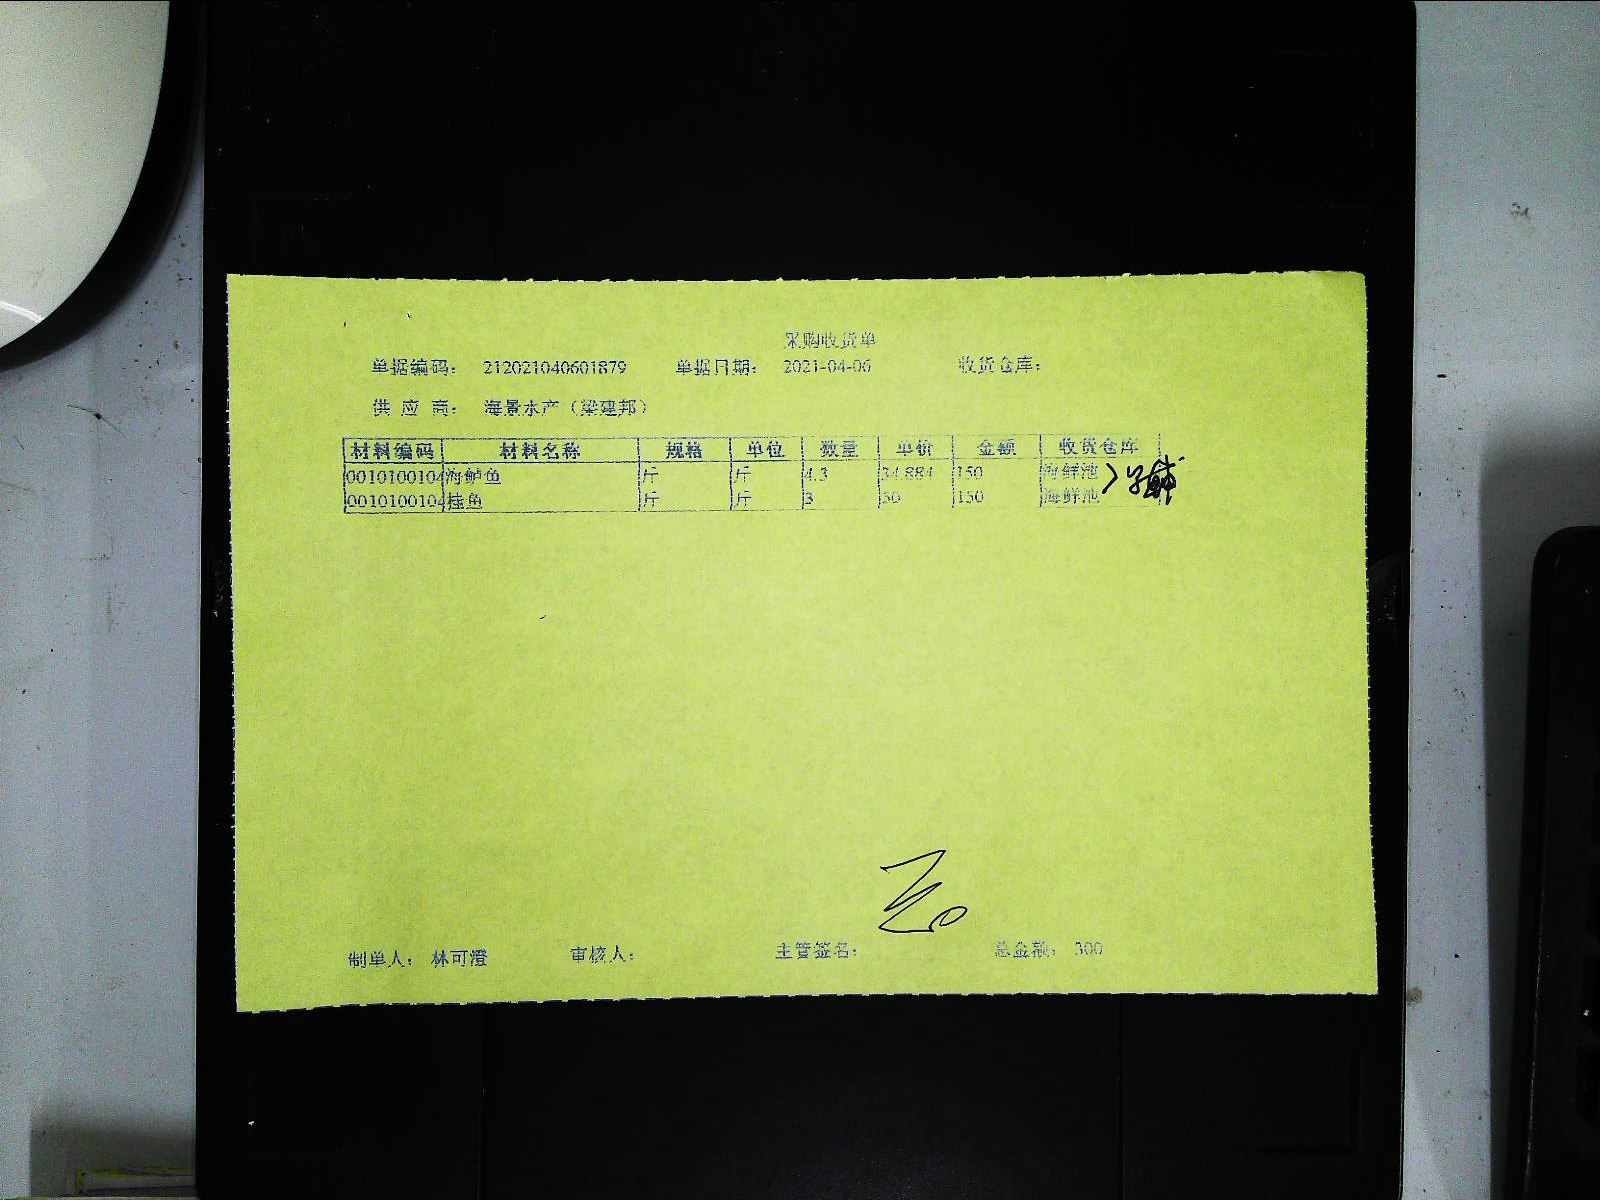 采购收货单
单据编码： 212021040601879 单据日期： 2021-04-06 收货仓库：
供 应 商： 海景水产（梁建邦）
材料编码 材料名称 规格 单位 数量 单价 金额 收货仓库
0010100104 海鲈鱼 斤 斤 4.3 34.884 150 海鲜池
0010100104 桂鱼 斤 斤 3 50 150 海鲜池
制单人： 林可澄 审核人： 主管签名： 总金额： 300